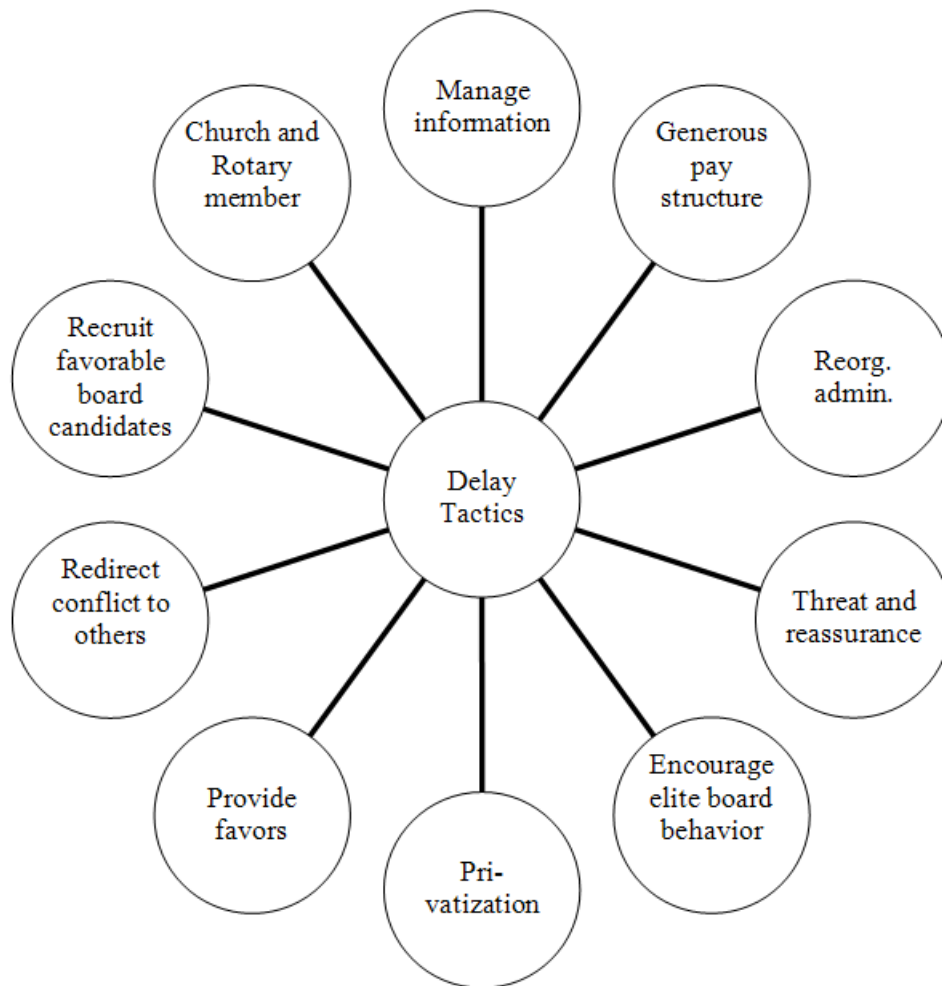 Manage
information
Generous
pay
structure
Reorg.
admin.
Threat and
reassurance
Encourage
elite board
behavior
Pri-
vatization
Provide
favors
Redirect
conflict to
others
Recruit
favorable
board
candidates
Church and
Rotary
member
Delay
Tactics